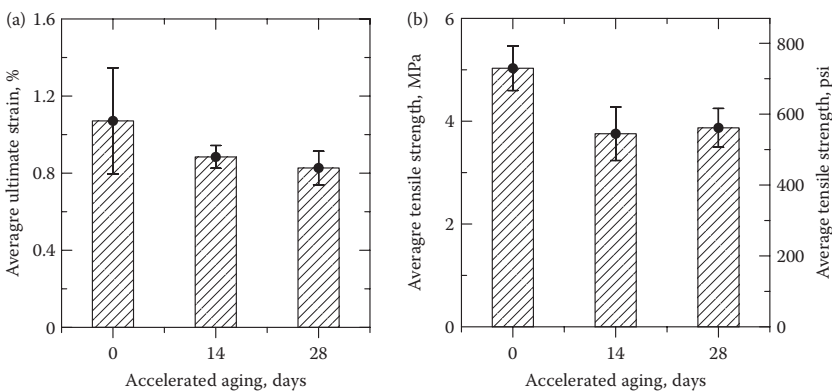 (a)
1.6
1.2
0.8
0.4
0
Averagre ultimate strain, %
0
14
28
Accelerated aging, days
(b)
6
4
2
0
Averagre tensile strength, MPa
800
600
400
200
0
Average tensile strength, psi
0
14
28
Accelerated aging, days